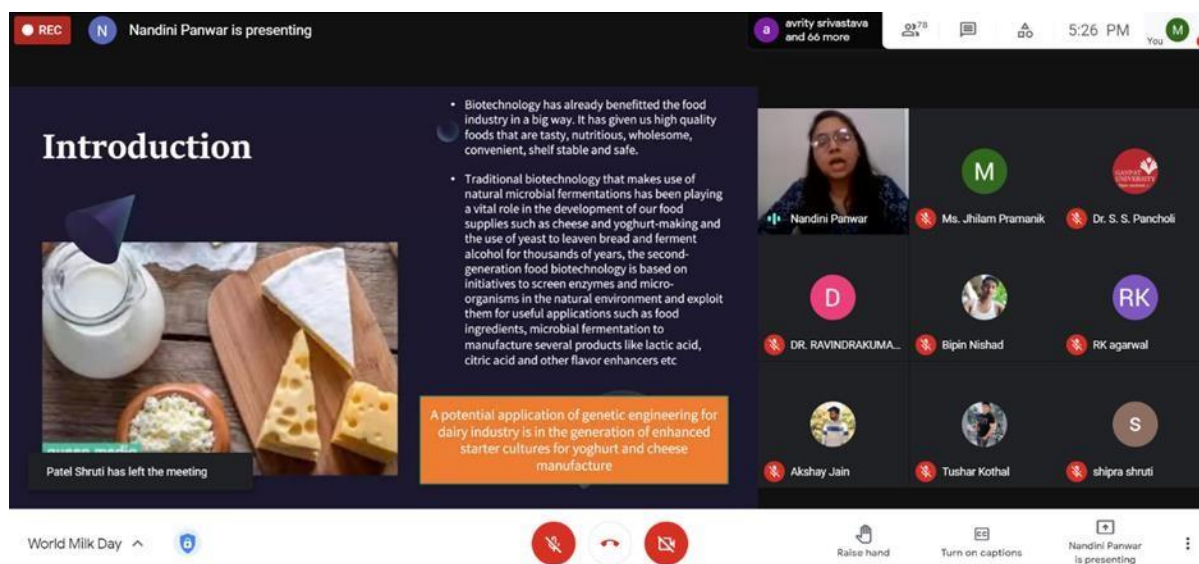 REC
N
Nandini Panwar is presenting
a
avrity srivastava
and 66 more
78
5:26 PM
You
M
Introduction
• Biotechnology has already benefitted the food
industry in a big way. It has given us high quality
foods that are tasty, nutritious, wholesome,
convenient, shelf stable and safe.
• Traditional biotechnology that makes use of
natural microbial fermentations has been playing
a vital role in the development of our food
supplies such as cheese and yoghurt-making and
the use of yeast to leaven bread and ferment
alcohol for thousands of years, the second-
generation food biotechnology is based on
initiatives to screen enzymes and micro-
organisms in the natural environment and exploit
them for useful applications such as food
ingredients, microbial fermentation to
manufacture several products like lactic acid,
citric acid and other flavor enhancers etc
A potential application of genetic engineering for
dairy industry is in the generation of enhanced
starter cultures for yoghurt and cheese
manufacture
Patel Shruti has left the meeting
Nandini Panwar
M
Ms. Jhilam Pramanik
GANPAT
UNIVERSITY
Dr. S. S. Pancholi
D
DR. RAVINDRAKUMA...
Bipin Nishad
RK
RK agarwal
Akshay Jain
Tushar Kothal
S
shipra shruti
World Milk Day
Raise hand
CC
Turn on captions
Nandini Panwar
is presenting